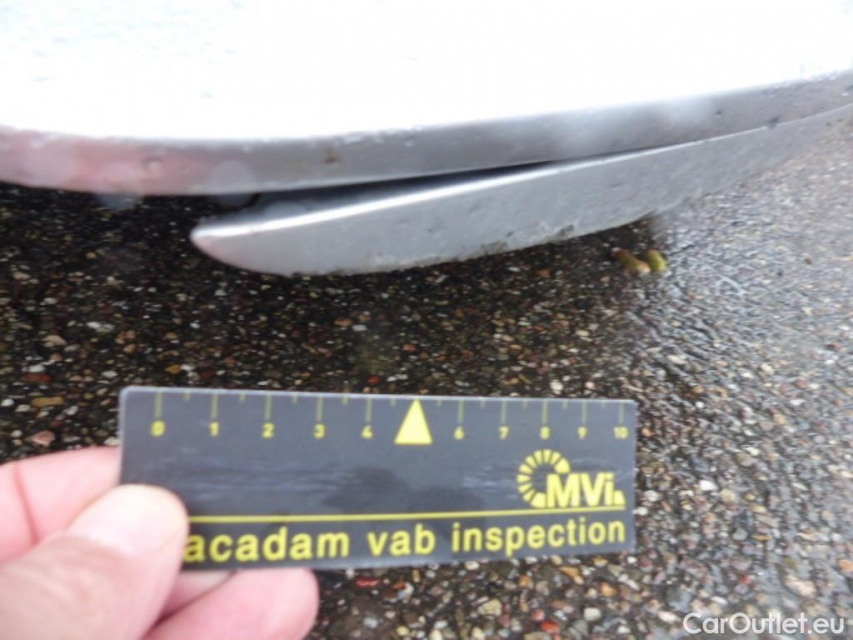 0 1 2 3 4 6 7 8 9 10
MVi
acadam vab inspection
CarOutlet.eu